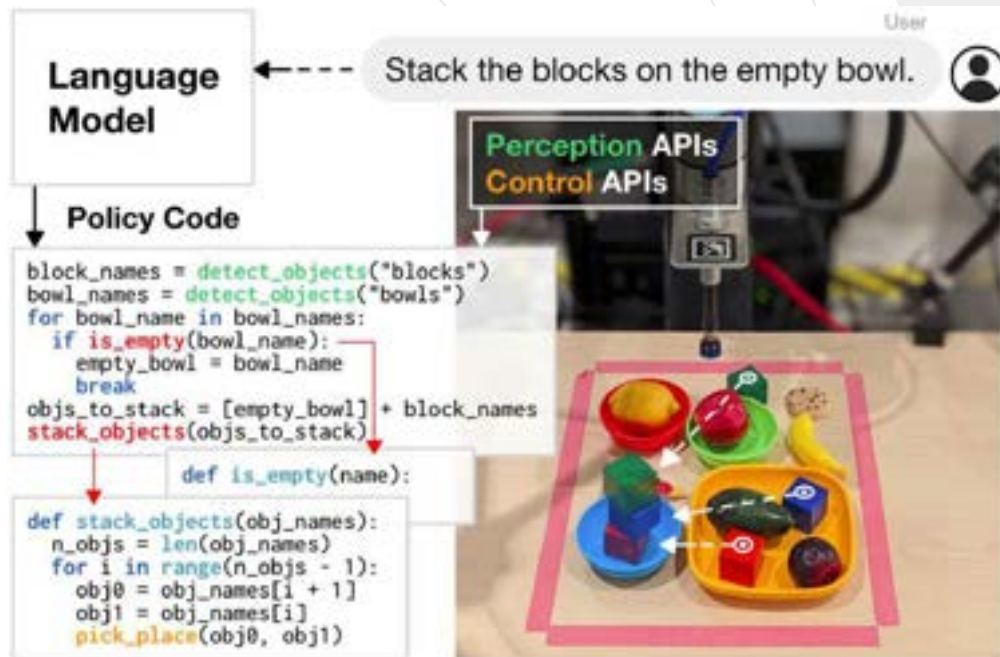 User
Stack the blocks on the empty bowl.
Language
Model
Perception APIs
Control APIs
Policy Code
block_names = detect_objects("blocks")
bowl_names = detect_objects("bowls")
for bowl_name in bowl_names:
if is_empty(bowl_name):
empty_bowl = bowl_name
break
objs_to_stack = [empty_bowl] + block_names
stack_objects(objs_to_stack)
def is_empty(name):
def stack_objects(obj_names):
n_objs = len(obj_names)
for i in range(n_objs - 1):
obj0 = obj_names[i + 1]
obj1 = obj_names[i]
pick_place(obj0, obj1)